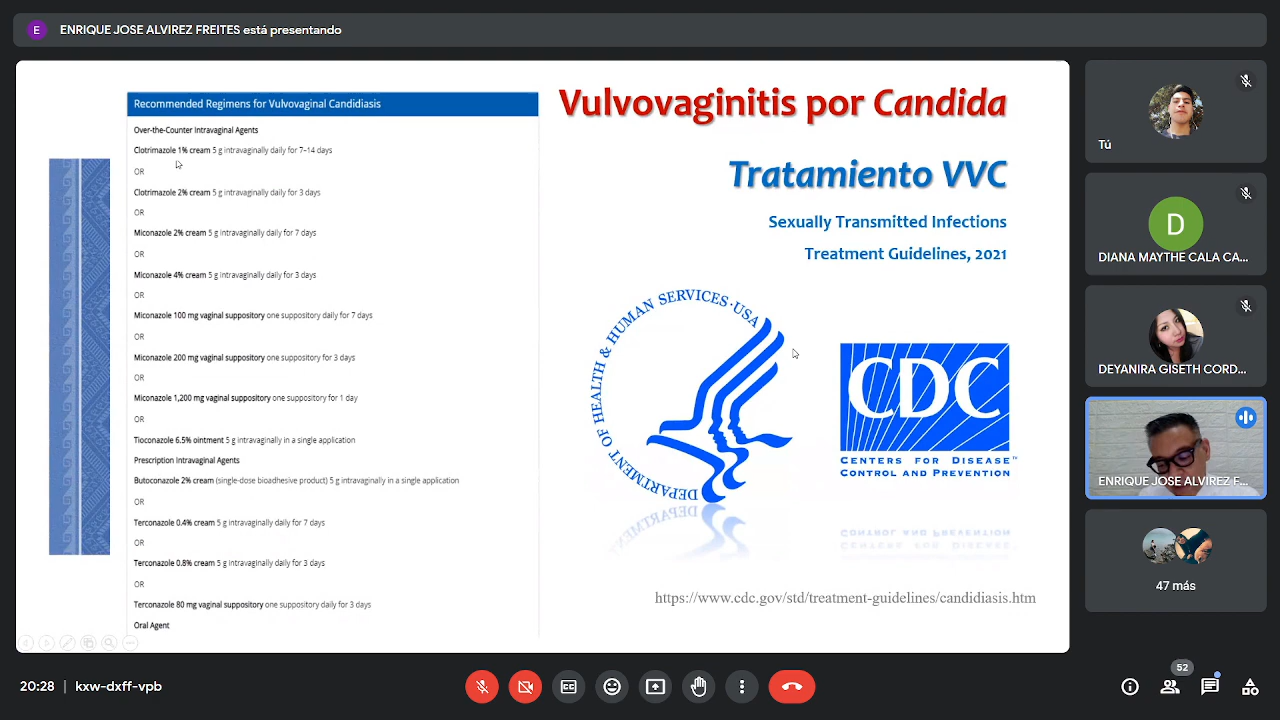 E
ENRIQUE JOSE ALVIREZ FREITES está presentando
Recommended Regimens for Vulvovaginal Candidiasis
Over-the-Counter Intravaginal Agents
Clotrimazole 1% cream 5 g intravaginally daily for 7–14 days
OR
Clotrimazole 2% cream 5 g intravaginally daily for 3 days
OR
Miconazole 2% cream 5 g intravaginally daily for 7 days
OR
Miconazole 4% cream 5 g intravaginally daily for 3 days
OR
Miconazole 100 mg vaginal suppository one suppository daily for 7 days
OR
Miconazole 200 mg vaginal suppository one suppository for 3 days
OR
Miconazole 1,200 mg vaginal suppository one suppository for 1 day
OR
Tioconazole 6.5% ointment 5 g intravaginally in a single application
Prescription Intravaginal Agents
Butoconazole 2% cream (single-dose bioadhesive product) 5 g intravaginally in a single application
OR
Terconazole 0.4% cream 5 g intravaginally daily for 7 days
OR
Terconazole 0.8% cream 5 g intravaginally daily for 3 days
OR
Terconazole 80 mg vaginal suppository one suppository daily for 3 days
Oral Agent
Vulvovaginitis por Candida
Tratamiento VVC
Sexually Transmitted Infections
Treatment Guidelines, 2021
DEPARTMENT OF HEALTH & HUMAN SERVICES·USA
CDC
CENTERS FOR DISEASE™
CONTROL AND PREVENTION
https://www.cdc.gov/std/treatment-guidelines/candidiasis.htm
Tú
D
DIANA MAYTHE CALA CA...
DEYANIRA GISETH CORD...
ENRIQUE JOSE ALVIREZ F...
47 más
20:28 | kxw-dxff-vpb
52